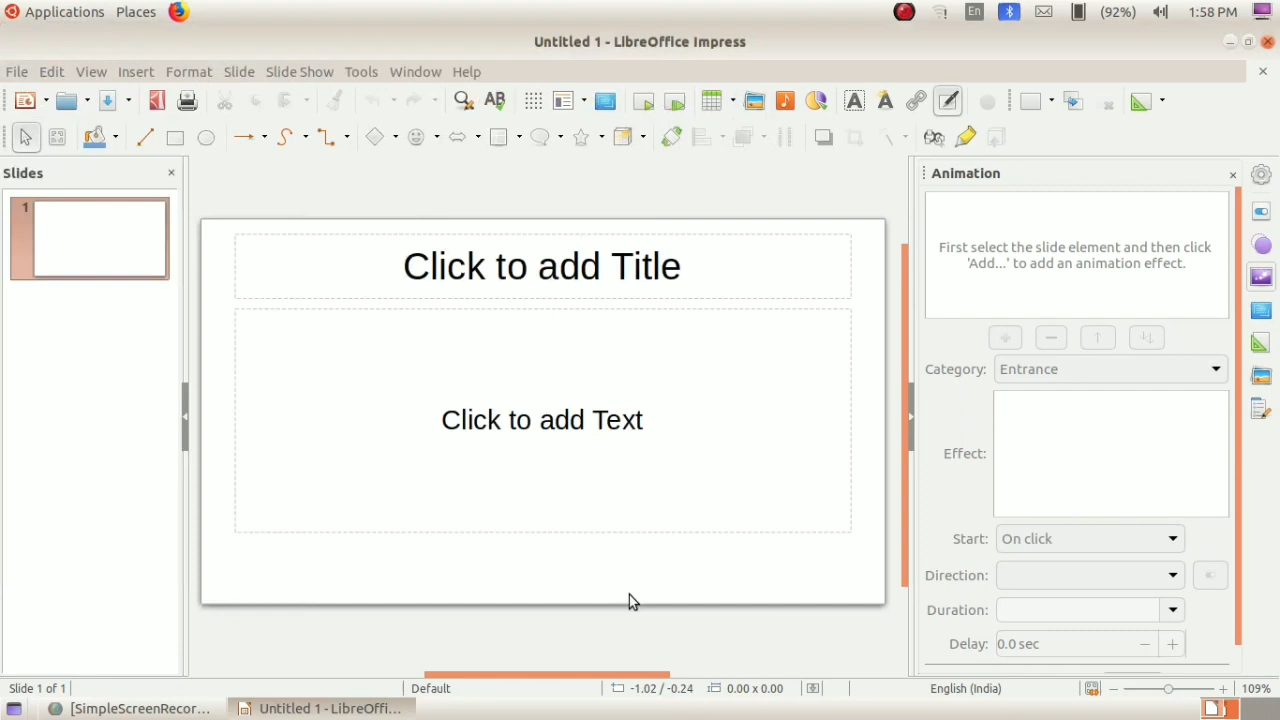 Applications Places En (92%) 1:58 PM
Untitled 1 - LibreOffice Impress
File Edit View Insert Format Slide Slide Show Tools Window Help
AB A A
Slides
1
Click to add Title
Click to add Text
Animation
First select the slide element and then click
'Add...' to add an animation effect.
Category: Entrance
Effect:
Start: On click
Direction:
Duration:
Delay: 0.0 sec
Slide 1 of 1 Default -1.02 / -0.24 0.00 x 0.00 English (India) 109%
[SimpleScreenRecor... Untitled 1 - LibreOffi...